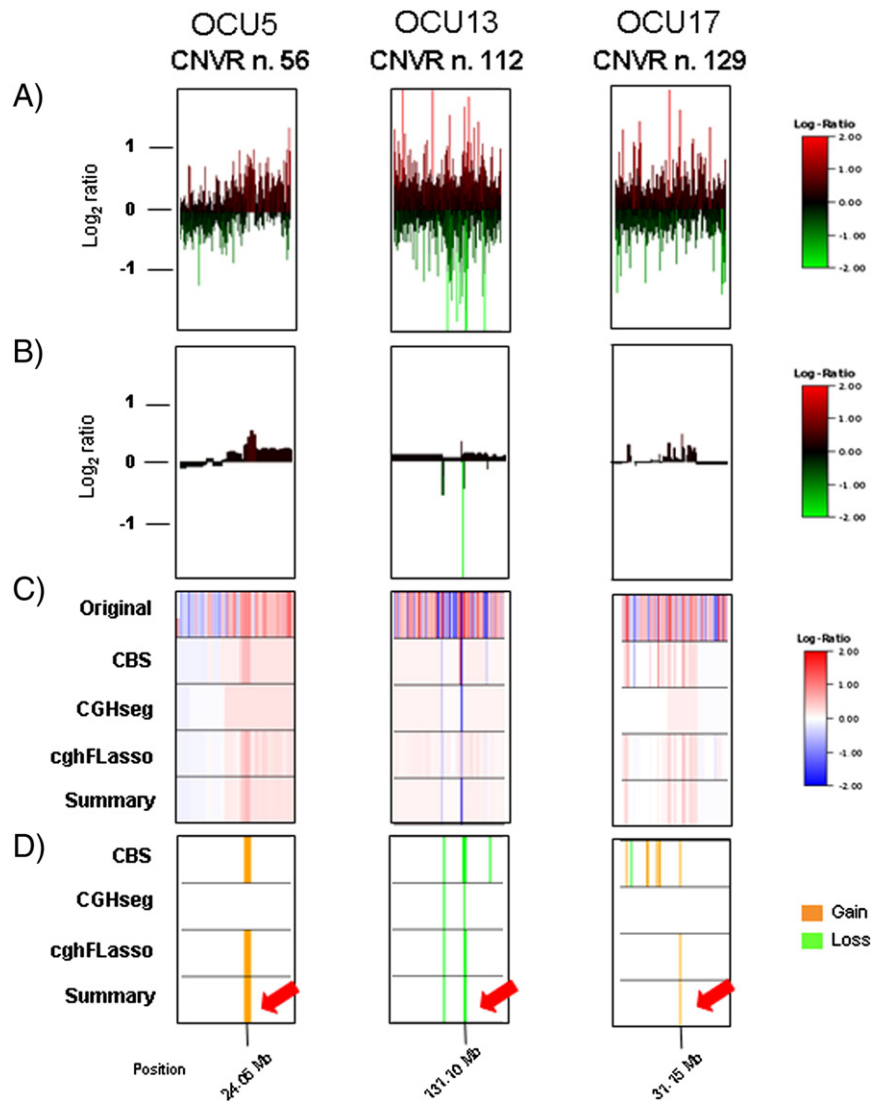 OCU5 OCU13 OCU17
CNVR n. 56 CNVR n. 112 CNVR n. 129
A)
Log2 ratio
1
0
-1
Log-Ratio
2.00
1.00
0.00
-1.00
-2.00
B)
Log2 ratio
1
0
-1
Log-Ratio
2.00
1.00
0.00
-1.00
-2.00
C)
Original
CBS
CGHseg
cghFLasso
Summary
Log-Ratio
2.00
1.00
0.00
-1.00
-2.00
D)
CBS
CGHseg
cghFLasso
Summary
Gain
Loss
Position
24.05 Mb
131.10 Mb
31.15 Mb